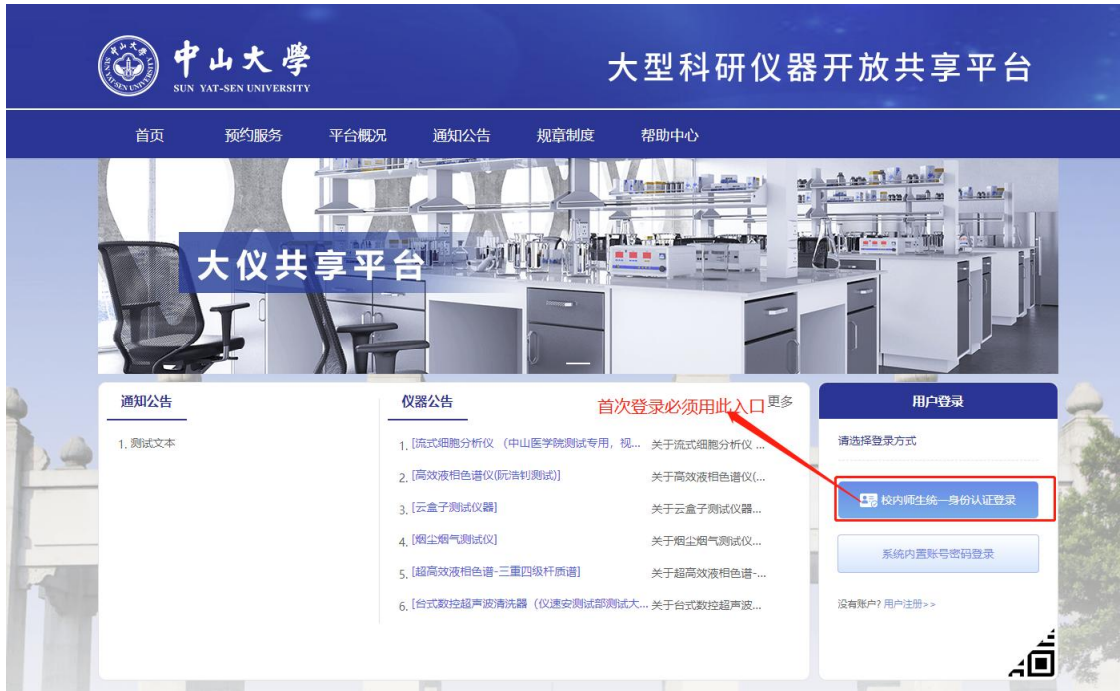 中山大學
SUN YAT-SEN UNIVERSITY
大型科研仪器开放共享平台
首页 预约服务 平台概况 通知公告 规章制度 帮助中心
大仪共享平台
通知公告
1. 测试文本
仪器公告
首次登录必须用此入口
更多
1. [流式细胞分析仪 （中山医学院测试专用，视... 关于流式细胞分析仪 ...
2. [高效液相色谱仪(阮浩钊测试)] 关于高效液相色谱仪(...
3. [云盒子测试仪器] 关于云盒子测试仪器...
4. [烟尘烟气测试仪] 关于烟尘烟气测试仪...
5. [超高效液相色谱-三重四级杆质谱] 关于超高效液相色谱-...
6. [台式数控超声波清洗器（仪速安测试部测试大... 关于台式数控超声波...
用户登录
请选择登录方式
校内师生统一身份认证登录
系统内置账号密码登录
没有账户? 用户注册>>